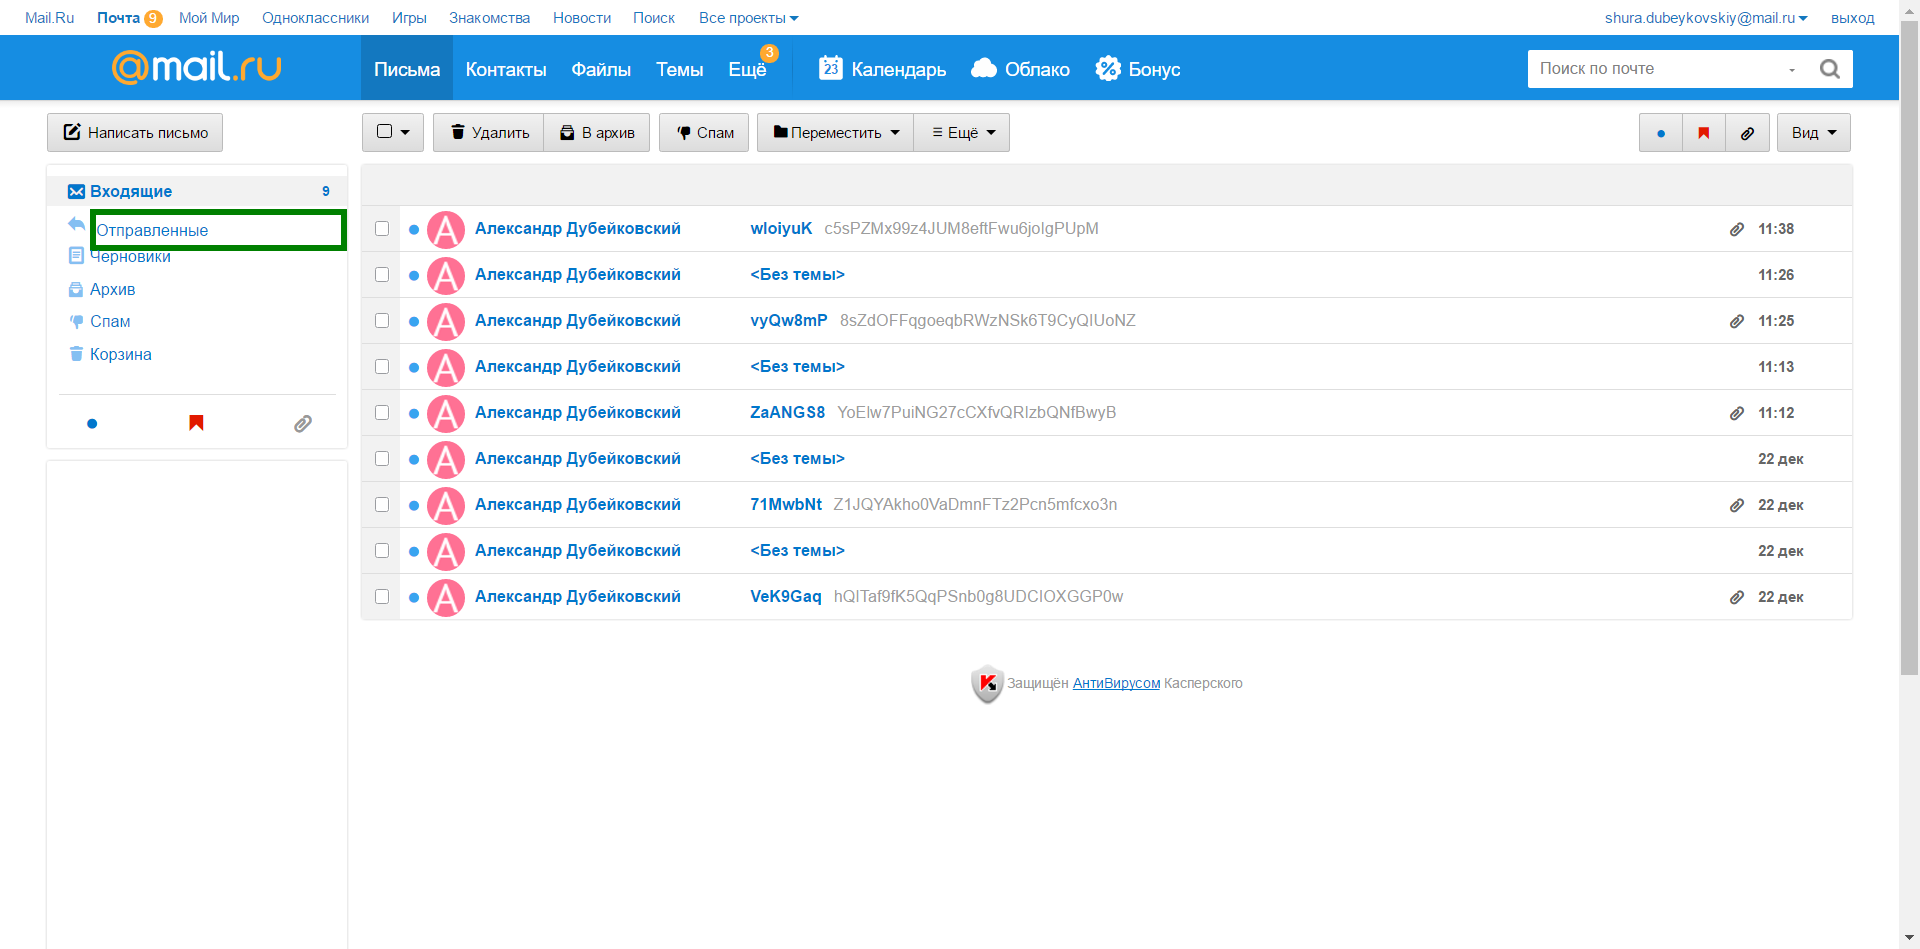 Mail.Ru Почта 9 Мой Мир Одноклассники Игры Знакомства Новости Поиск Все проекты shura.dubeykovskiy@mail.ru выход
@mail.ru Письма Контакты Файлы Темы Ещё 3 23 Календарь Облако Бонус Поиск по почте
Написать письмо Удалить В архив Спам Переместить Ещё Вид
Входящие 9
Отправленные
Черновики
Архив
Спам
Корзина
А Александр Дубейковский wIoiyuK c5sPZMx99z4JUM8eftFwu6joIgPUpM 11:38
А Александр Дубейковский <Без темы> 11:26
А Александр Дубейковский vyQw8mP 8sZdOFFqgoeqbRWzNSk6T9CyQIUoNZ 11:25
А Александр Дубейковский <Без темы> 11:13
А Александр Дубейковский ZaANGS8 YoElw7PuiNG27cCXfvQRIzbQNfBwyB 11:12
А Александр Дубейковский <Без темы> 22 дек
А Александр Дубейковский 71MwbNt Z1JQYAkho0VaDmnFTz2Pcn5mfcxo3n 22 дек
А Александр Дубейковский <Без темы> 22 дек
А Александр Дубейковский VeK9Gaq hQITaf9fK5QqPSnb0g8UDCIOXGGP0w 22 дек
Защищён АнтиВирусом Касперского